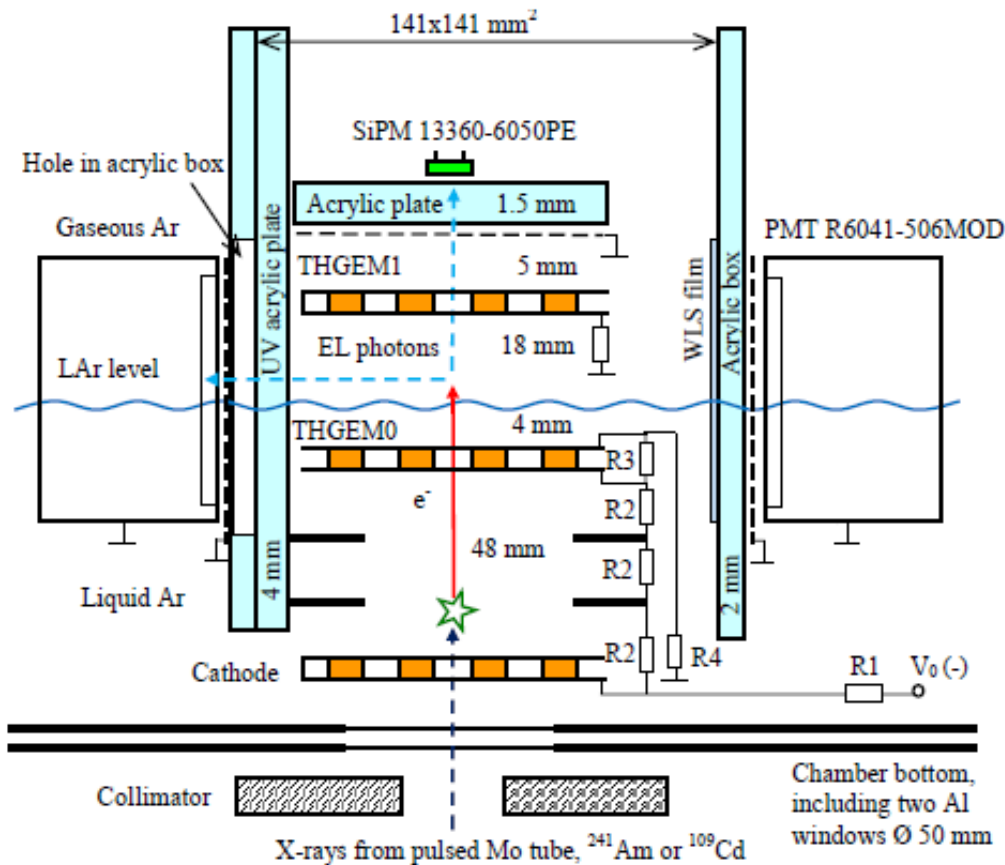 141x141 mm²
SiPM 13360-6050PE
Hole in acrylic box
Acrylic plate 1.5 mm
Gaseous Ar
PMT R6041-506MOD
THGEM1 5 mm
UV acrylic plate
WLS film
Acrylic box
EL photons 18 mm
LAr level
THGEM0 4 mm
R3
e⁻
R2
48 mm
R2
4 mm
2 mm
Liquid Ar
R2
R4
Cathode
R1
V₀ (-)
Collimator
Chamber bottom,
including two Al
windows Ø 50 mm
X-rays from pulsed Mo tube, ²⁴¹Am or ¹⁰⁹Cd